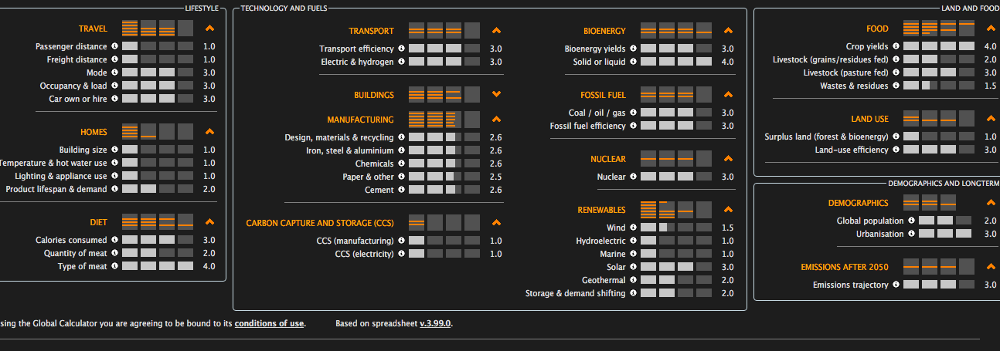 LIFESTYLE
TRAVEL
Passenger distance 1.0
Freight distance 1.0
Mode 3.0
Occupancy & load 3.0
Car own or hire 3.0
HOMES
Building size 1.0
Temperature & hot water use 1.0
Lighting & appliance use 1.0
Product lifespan & demand 2.0
DIET
Calories consumed 3.0
Quantity of meat 2.0
Type of meat 4.0
TECHNOLOGY AND FUELS
TRANSPORT
Transport efficiency 3.0
Electric & hydrogen 3.0
BUILDINGS
MANUFACTURING
Design, materials & recycling 2.6
Iron, steel & aluminium 2.6
Chemicals 2.6
Paper & other 2.5
Cement 2.6
CARBON CAPTURE AND STORAGE (CCS)
CCS (manufacturing) 1.0
CCS (electricity) 1.0
BIOENERGY
Bioenergy yields 3.0
Solid or liquid 4.0
FOSSIL FUEL
Coal / oil / gas 3.0
Fossil fuel efficiency 3.0
NUCLEAR
Nuclear 3.0
RENEWABLES
Wind 1.5
Hydroelectric 1.0
Marine 1.0
Solar 3.0
Geothermal 2.0
Storage & demand shifting 2.0
LAND AND FOOD
FOOD
Crop yields 4.0
Livestock (grains/residues fed) 2.0
Livestock (pasture fed) 3.0
Wastes & residues 1.5
LAND USE
Surplus land (forest & bioenergy) 1.0
Land-use efficiency 3.0
DEMOGRAPHICS AND LONGTERM
DEMOGRAPHICS
Global population 2.0
Urbanisation 3.0
EMISSIONS AFTER 2050
Emissions trajectory 3.0
sing the Global Calculator you are agreeing to be bound to its conditions of use. Based on spreadsheet v.3.99.0.